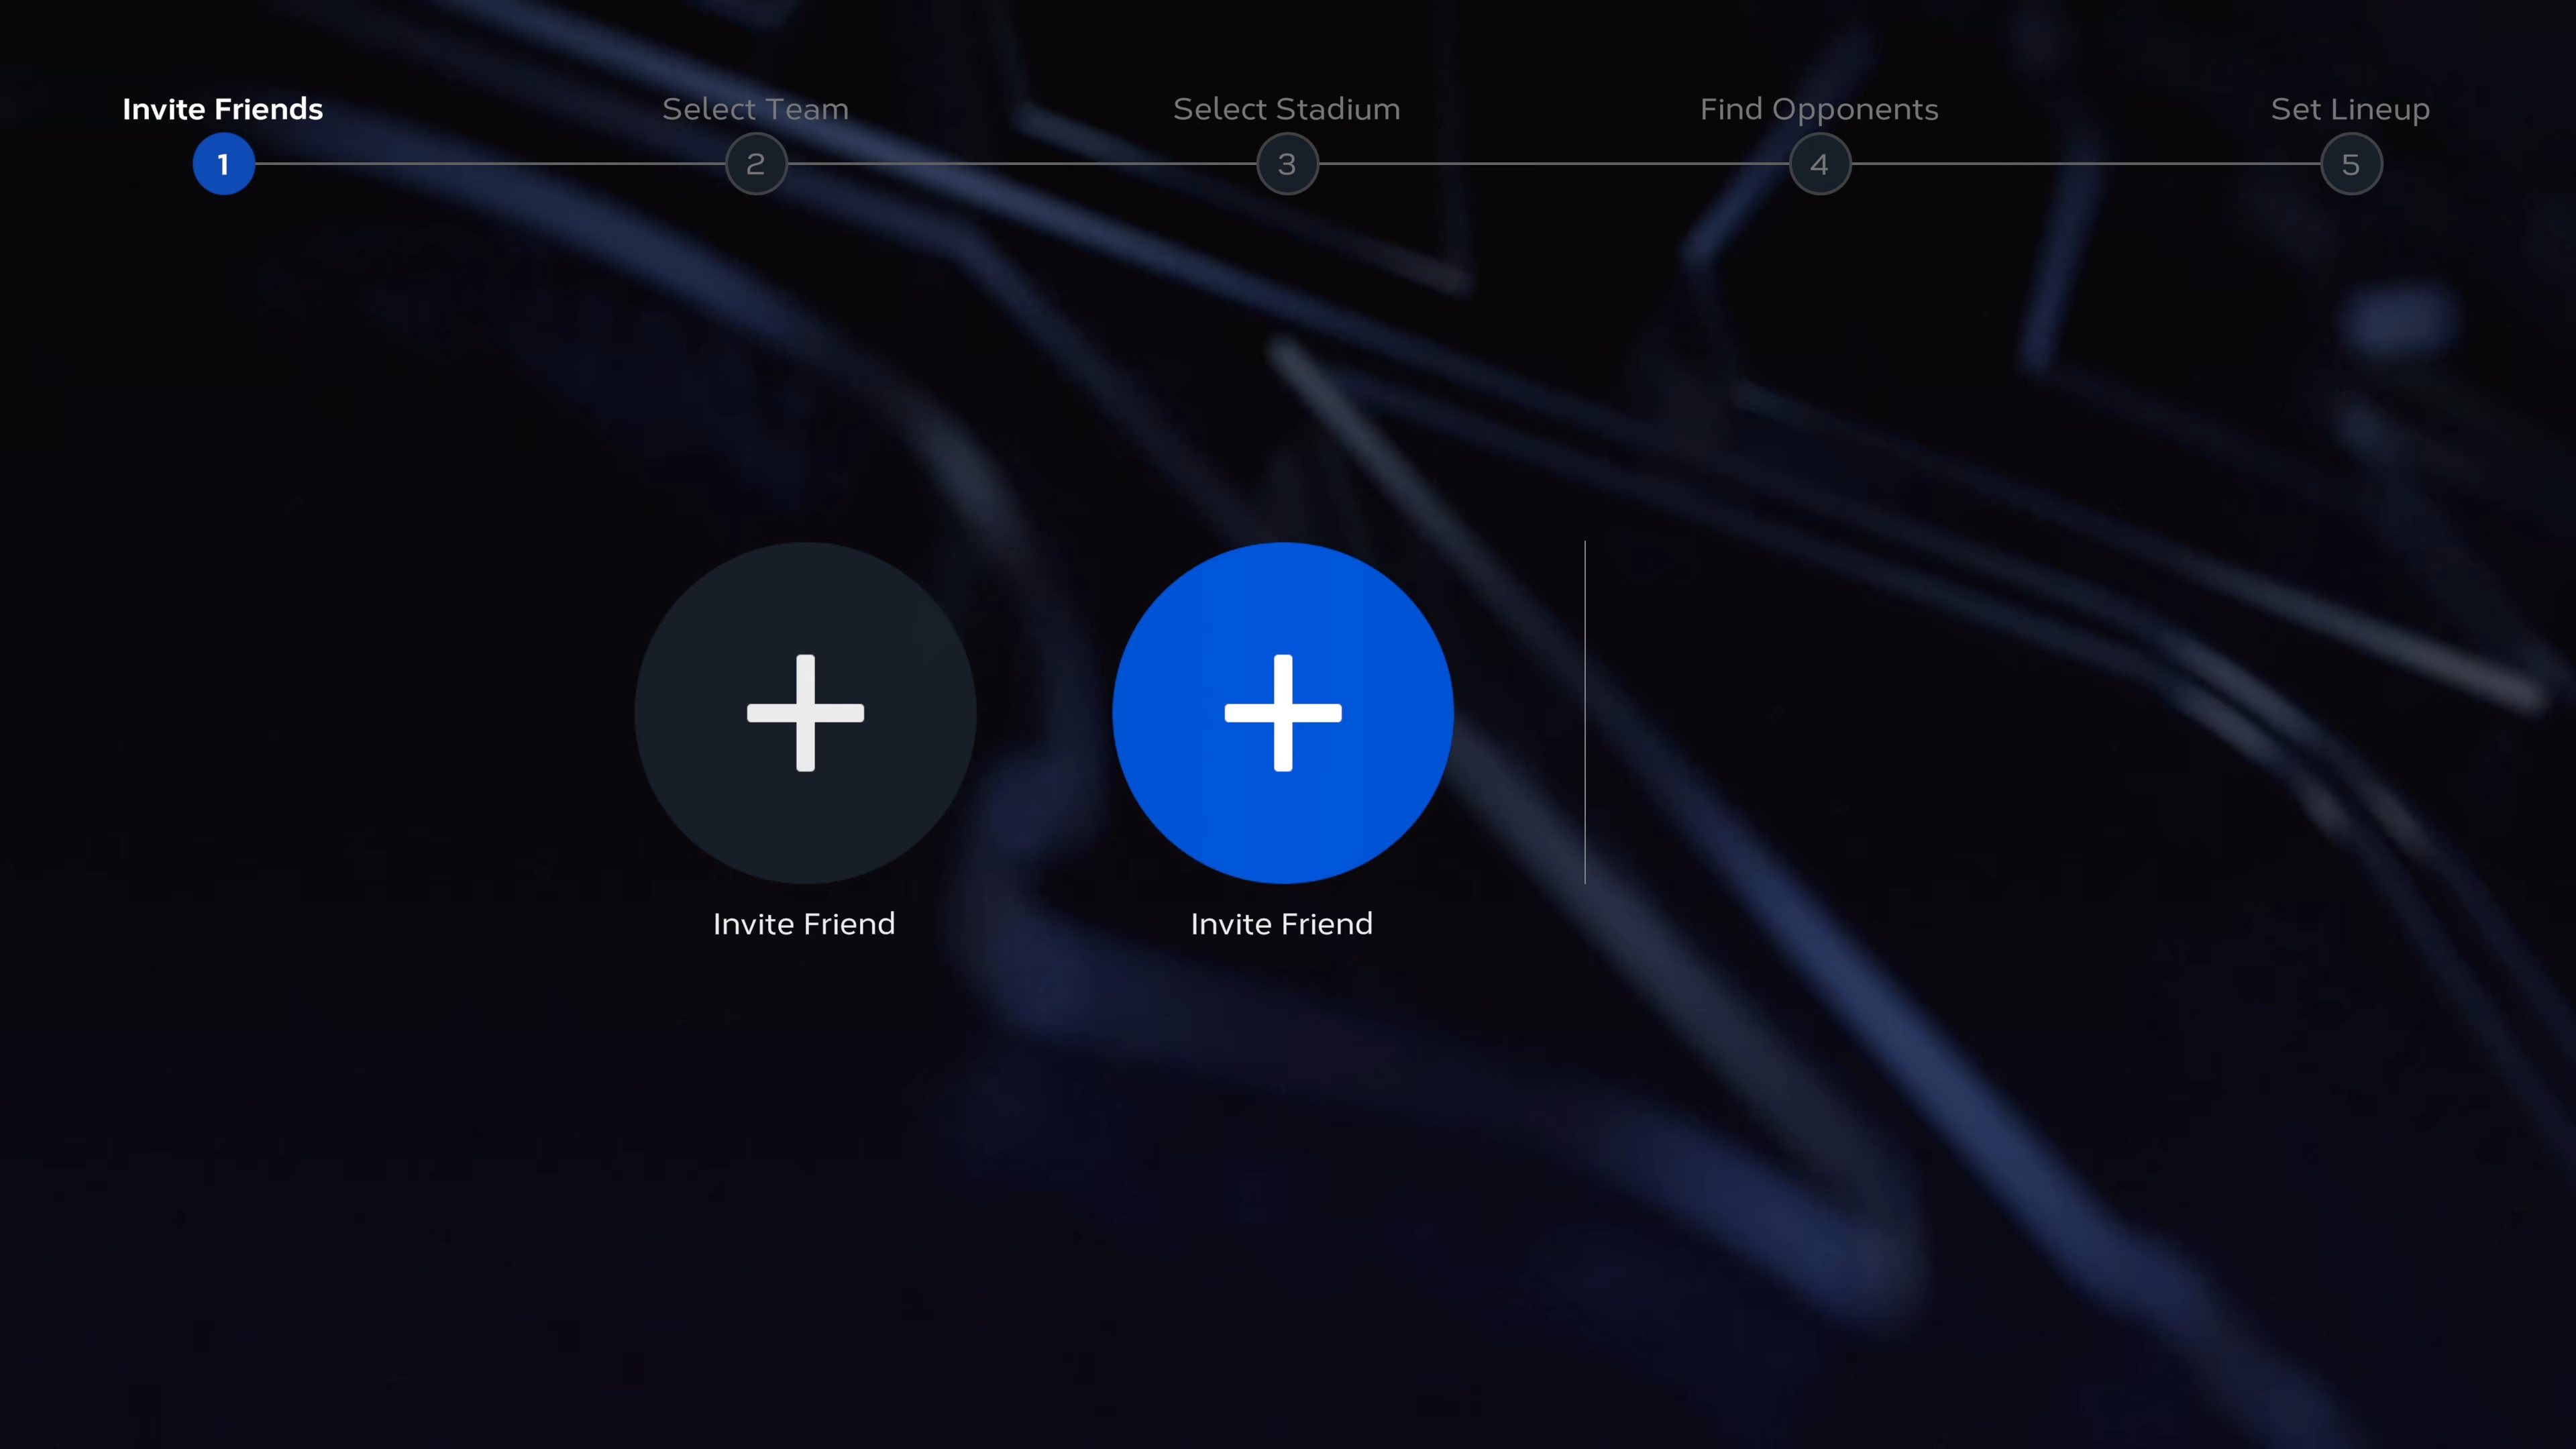 Invite Friends
Select Team
Select Stadium
Find Opponents
Set Lineup
1
2
3
4
5
Invite Friend
Invite Friend